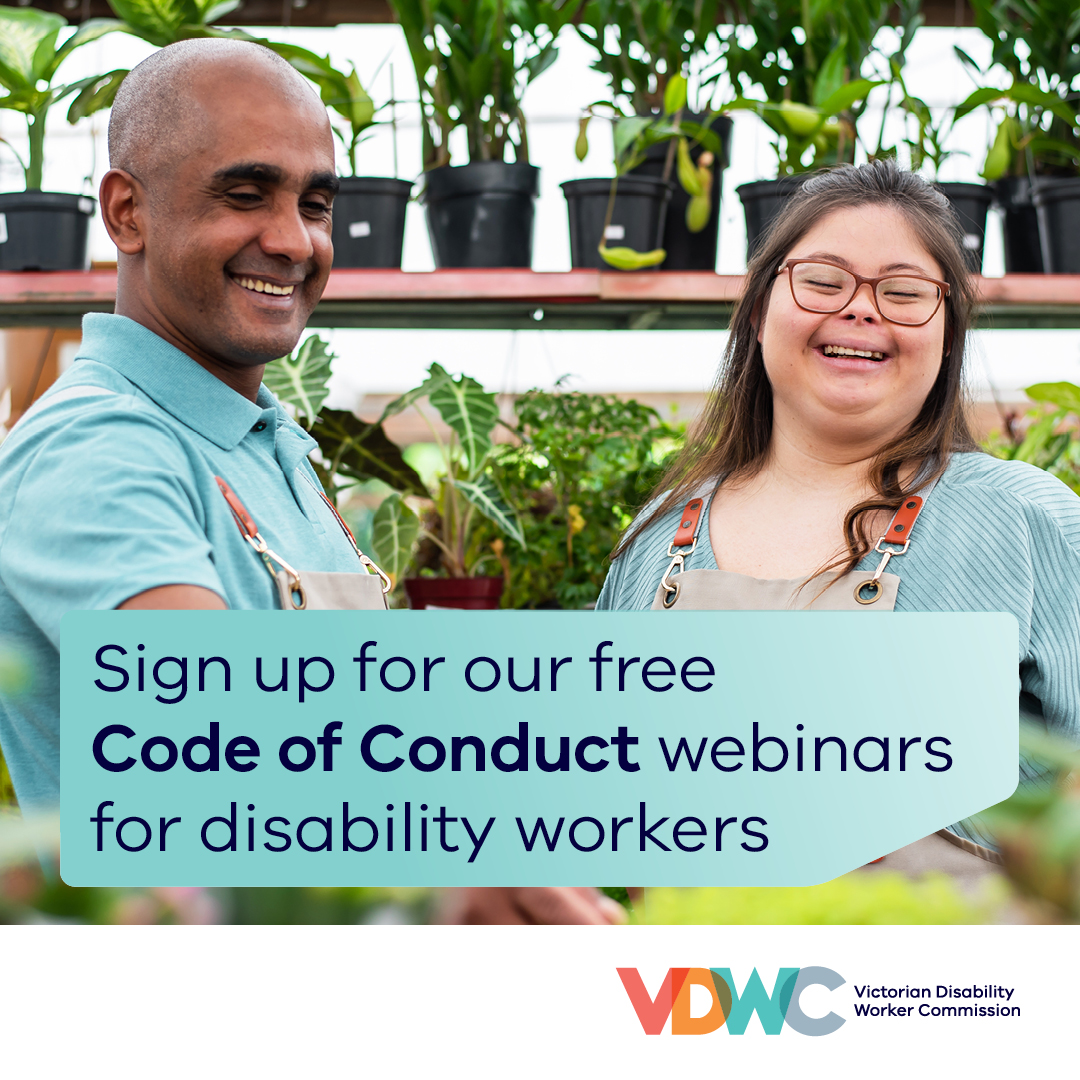 Sign up for our free
Code of Conduct webinars
for disability workers
VDWC
Victorian Disability
Worker Commission